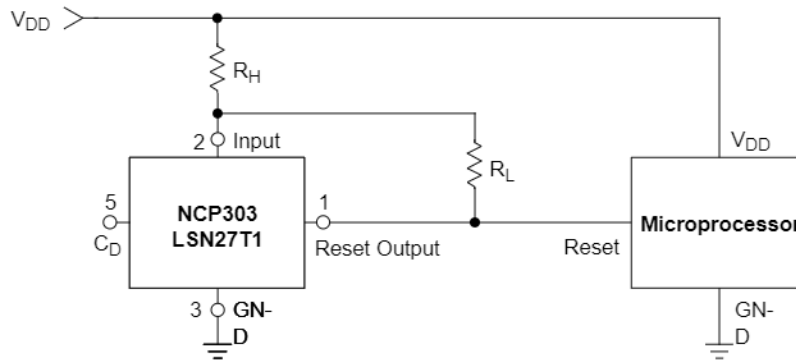 VDD
RH
2 Input
VDD
RL
5
NCP303
LSN27T1
1
CD
Reset Output
Reset
Microprocessor
3 GN-
D
GN-
D